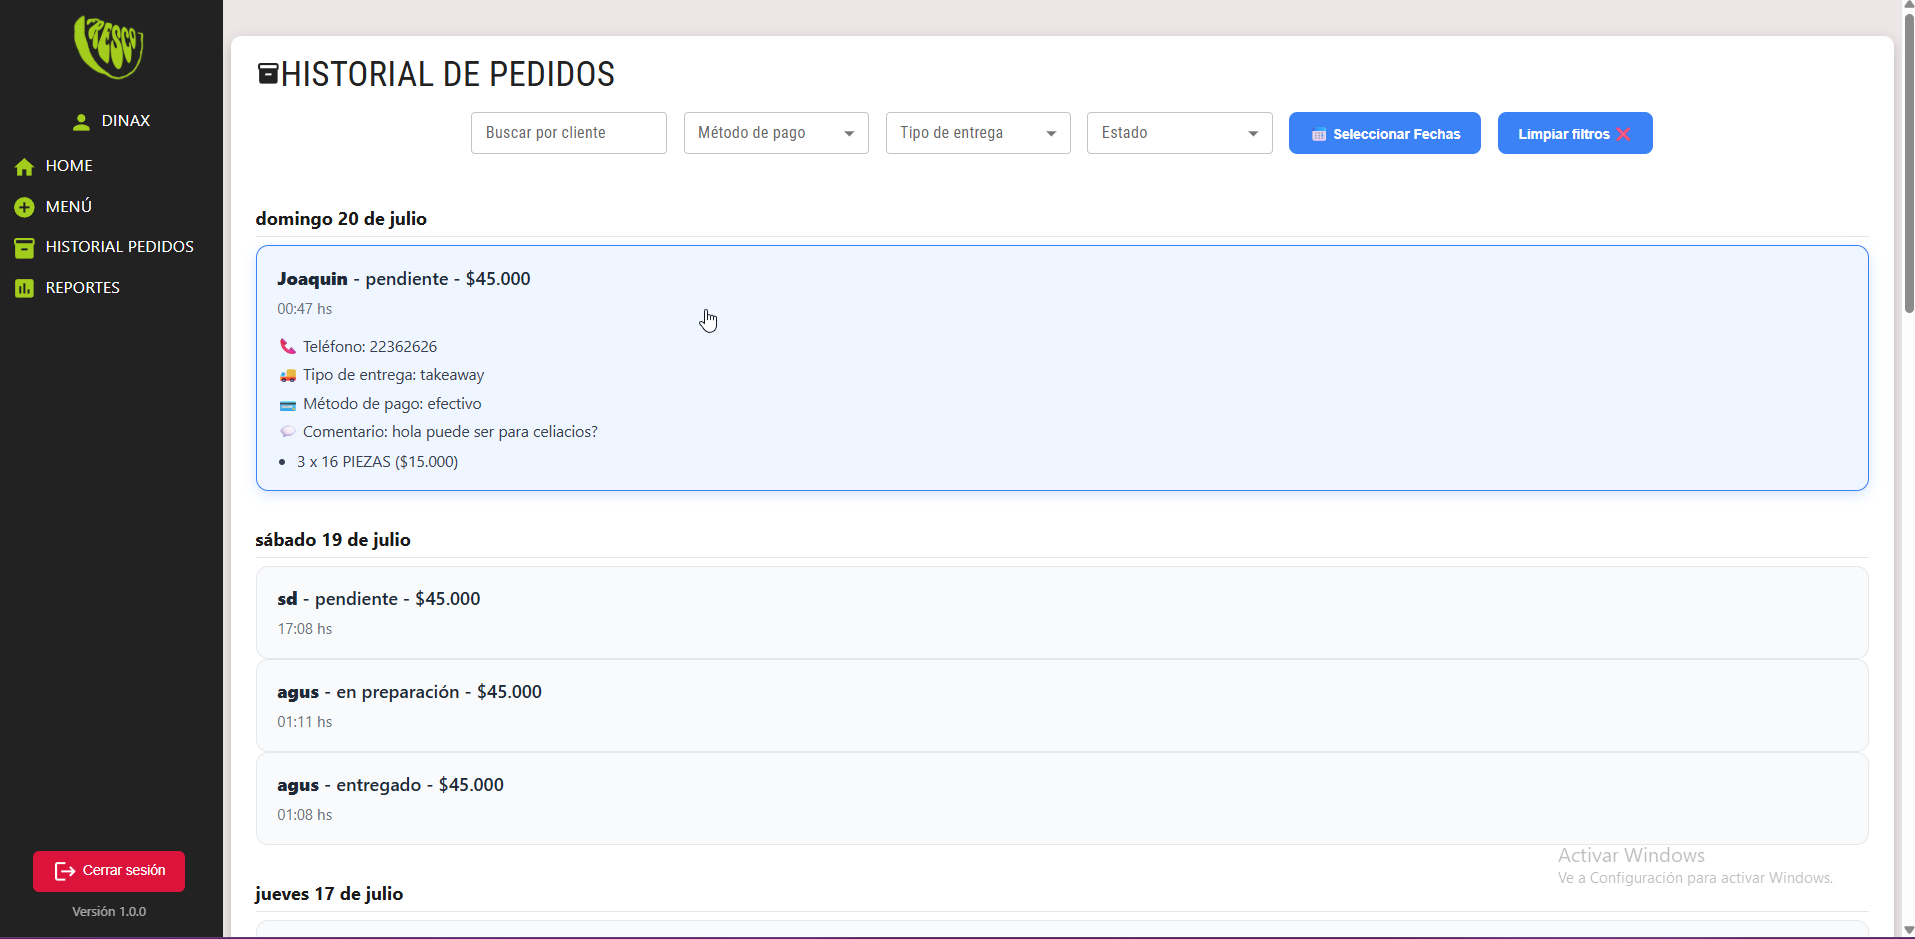 FRESCO
DINAX
HOME
MENÚ
HISTORIAL PEDIDOS
REPORTES
Cerrar sesión
Versión 1.0.0
HISTORIAL DE PEDIDOS
Buscar por cliente
Método de pago
Tipo de entrega
Estado
Seleccionar Fechas
Limpiar filtros
domingo 20 de julio
Joaquin - pendiente - $45.000
00:47 hs
Teléfono: 22362626
Tipo de entrega: takeaway
Método de pago: efectivo
Comentario: hola puede ser para celiacios?
• 3 x 16 PIEZAS ($15.000)
sábado 19 de julio
sd - pendiente - $45.000
17:08 hs
agus - en preparación - $45.000
01:11 hs
agus - entregado - $45.000
01:08 hs
jueves 17 de julio
Activar Windows
Ve a Configuración para activar Windows.